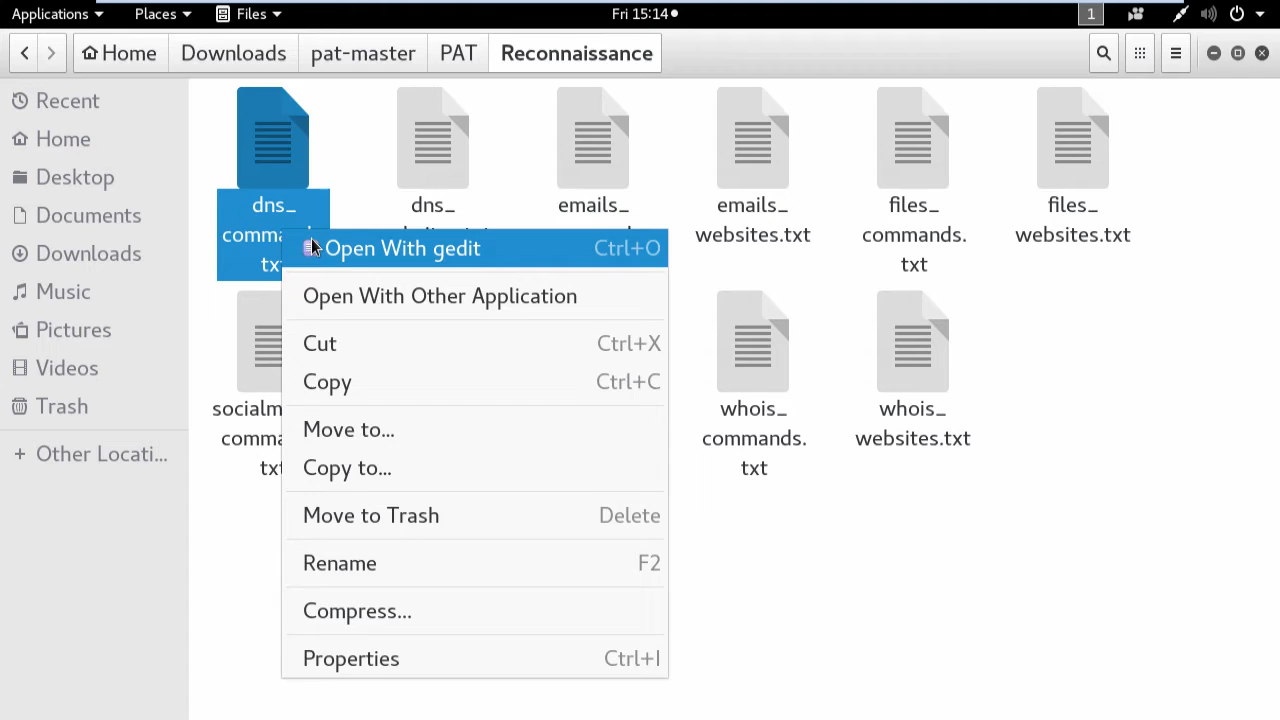 Applications Places Files Fri 15:14 1
Home Downloads pat-master PAT Reconnaissance
Recent
Home
Desktop
Documents
Downloads
Music
Pictures
Videos
Trash
+ Other Locati...
dns_
dns_
emails_
commands.
emails_
websites.txt
files_
commands.
txt
files_
websites.txt
Open With gedit Ctrl+O
Open With Other Application
Cut Ctrl+X
Copy Ctrl+C
Move to...
Copy to...
Move to Trash Delete
Rename F2
Compress...
Properties Ctrl+I
whois_
commands.
txt
whois_
websites.txt